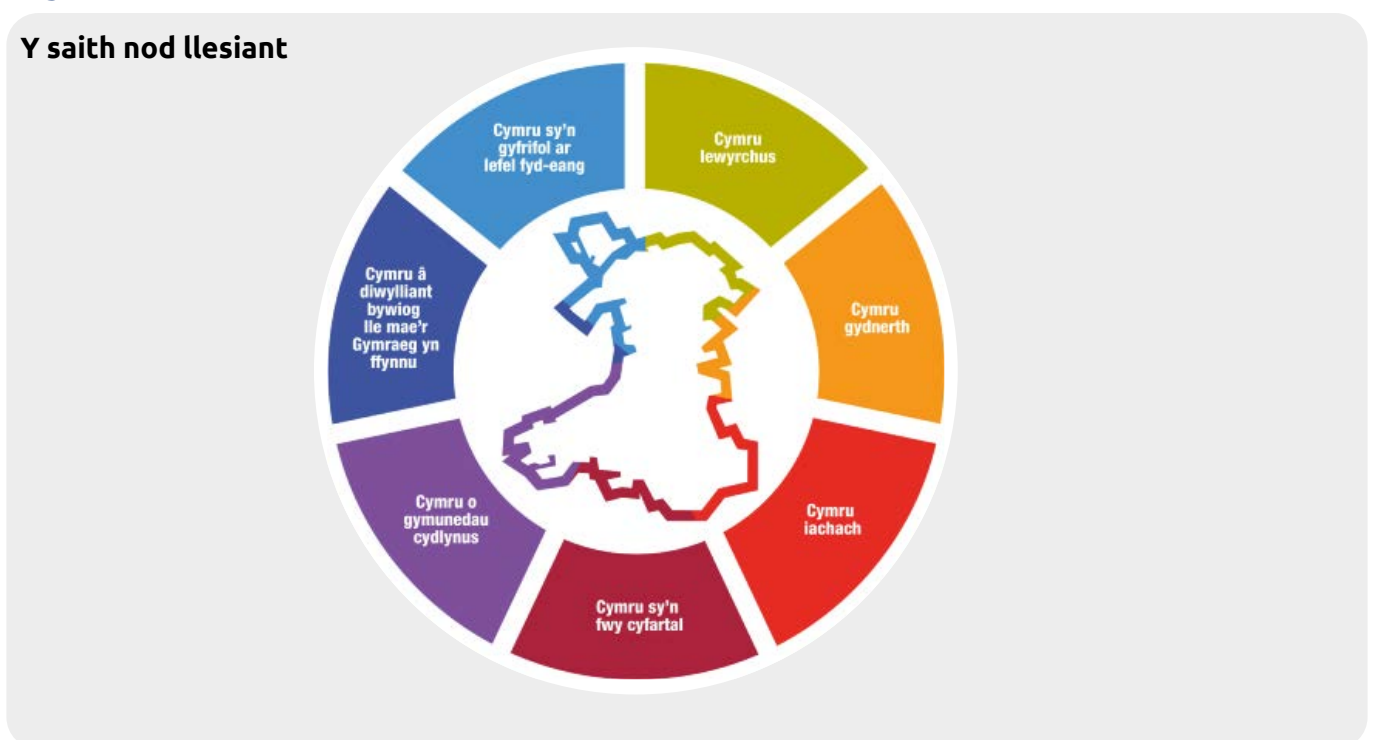 Y saith nod llesiant
Cymru sy'n
gyfrifol ar
lefel fyd-eang
Cymru
lewyrchus
Cymru
gydnerth
Cymru
iachach
Cymru sy'n
fwy cyfartal
Cymru o
gymunedau
cydlynus
Cymru â
diwylliant
bywiog
lle mae'r
Gymraeg yn
ffynnu